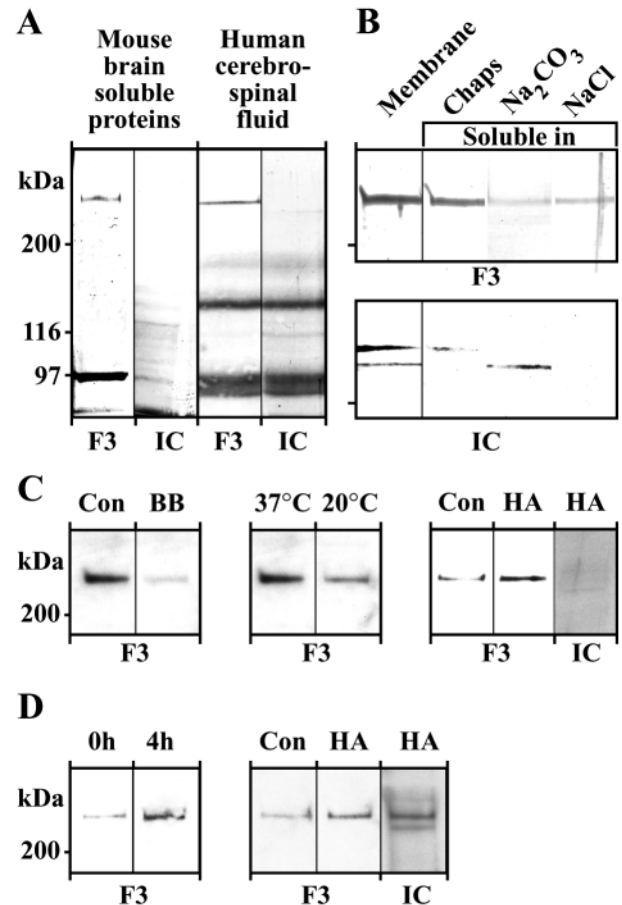 A
Mouse brain soluble proteins
Human cerebro- spinal fluid
kDa
200
116
97
F3 IC F3 IC
B
Membrane Chaps Na2CO3 NaCl
Soluble in
F3
IC
C
Con BB 37°C 20°C Con HA HA
kDa
200
F3 F3 F3 IC
D
0h 4h Con HA HA
kDa
200
F3 F3 IC